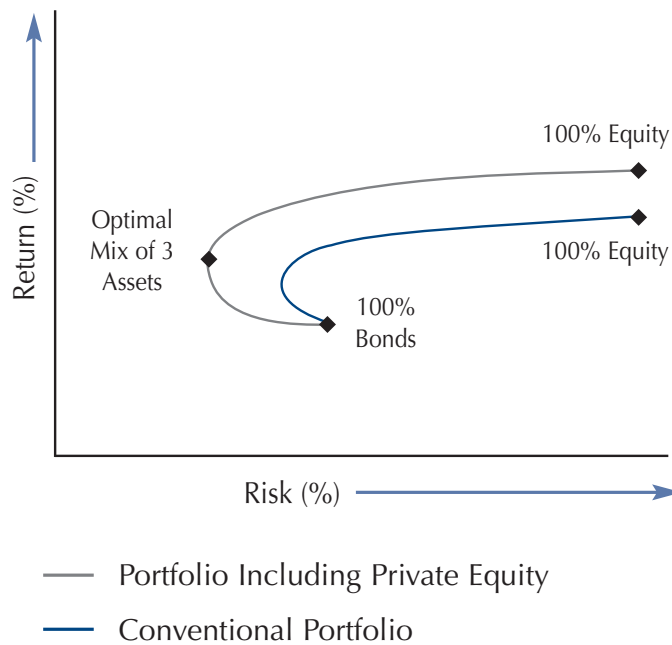 100% Equity
Return (%)
Optimal
Mix of 3
Assets
100% Equity
100%
Bonds
Risk (%)
Portfolio Including Private Equity
Conventional Portfolio